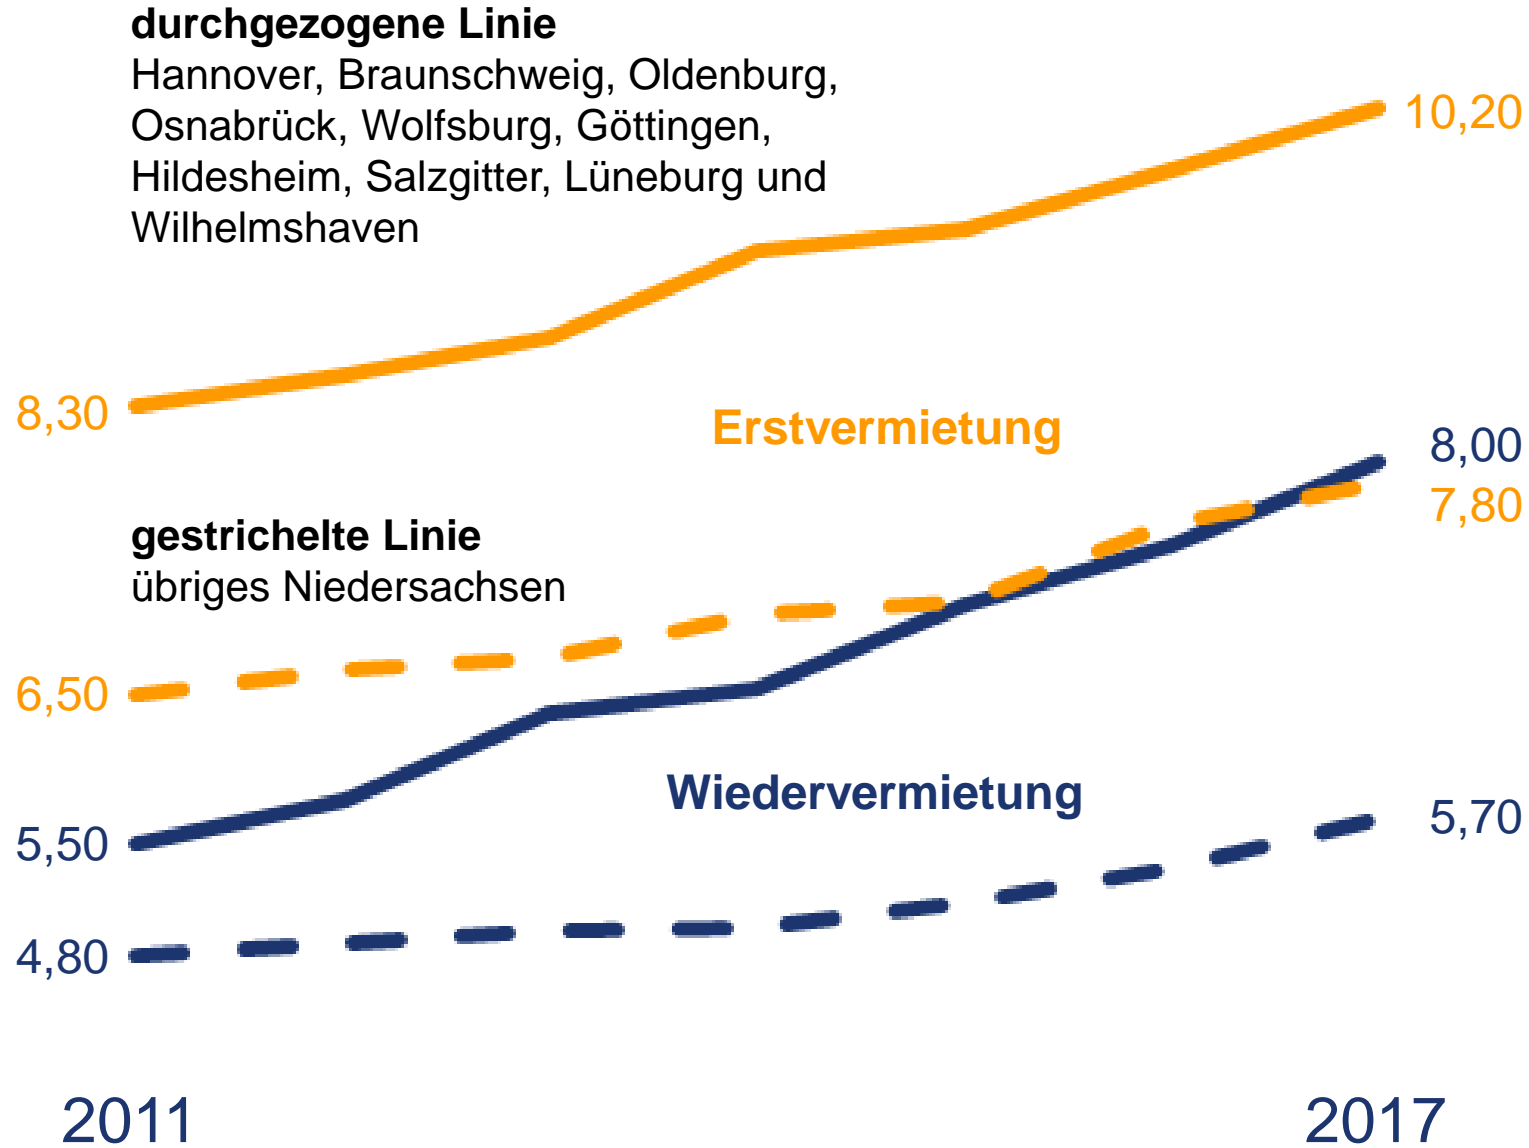 durchgezogene Linie
Hannover, Braunschweig, Oldenburg,
Osnabrück, Wolfsburg, Göttingen,
Hildesheim, Salzgitter, Lüneburg und
Wilhelmshaven
10,20
8,30
Erstvermietung
8,00
7,80
gestrichelte Linie
übriges Niedersachsen
6,50
Wiedervermietung
5,70
5,50
4,80
2011
2017